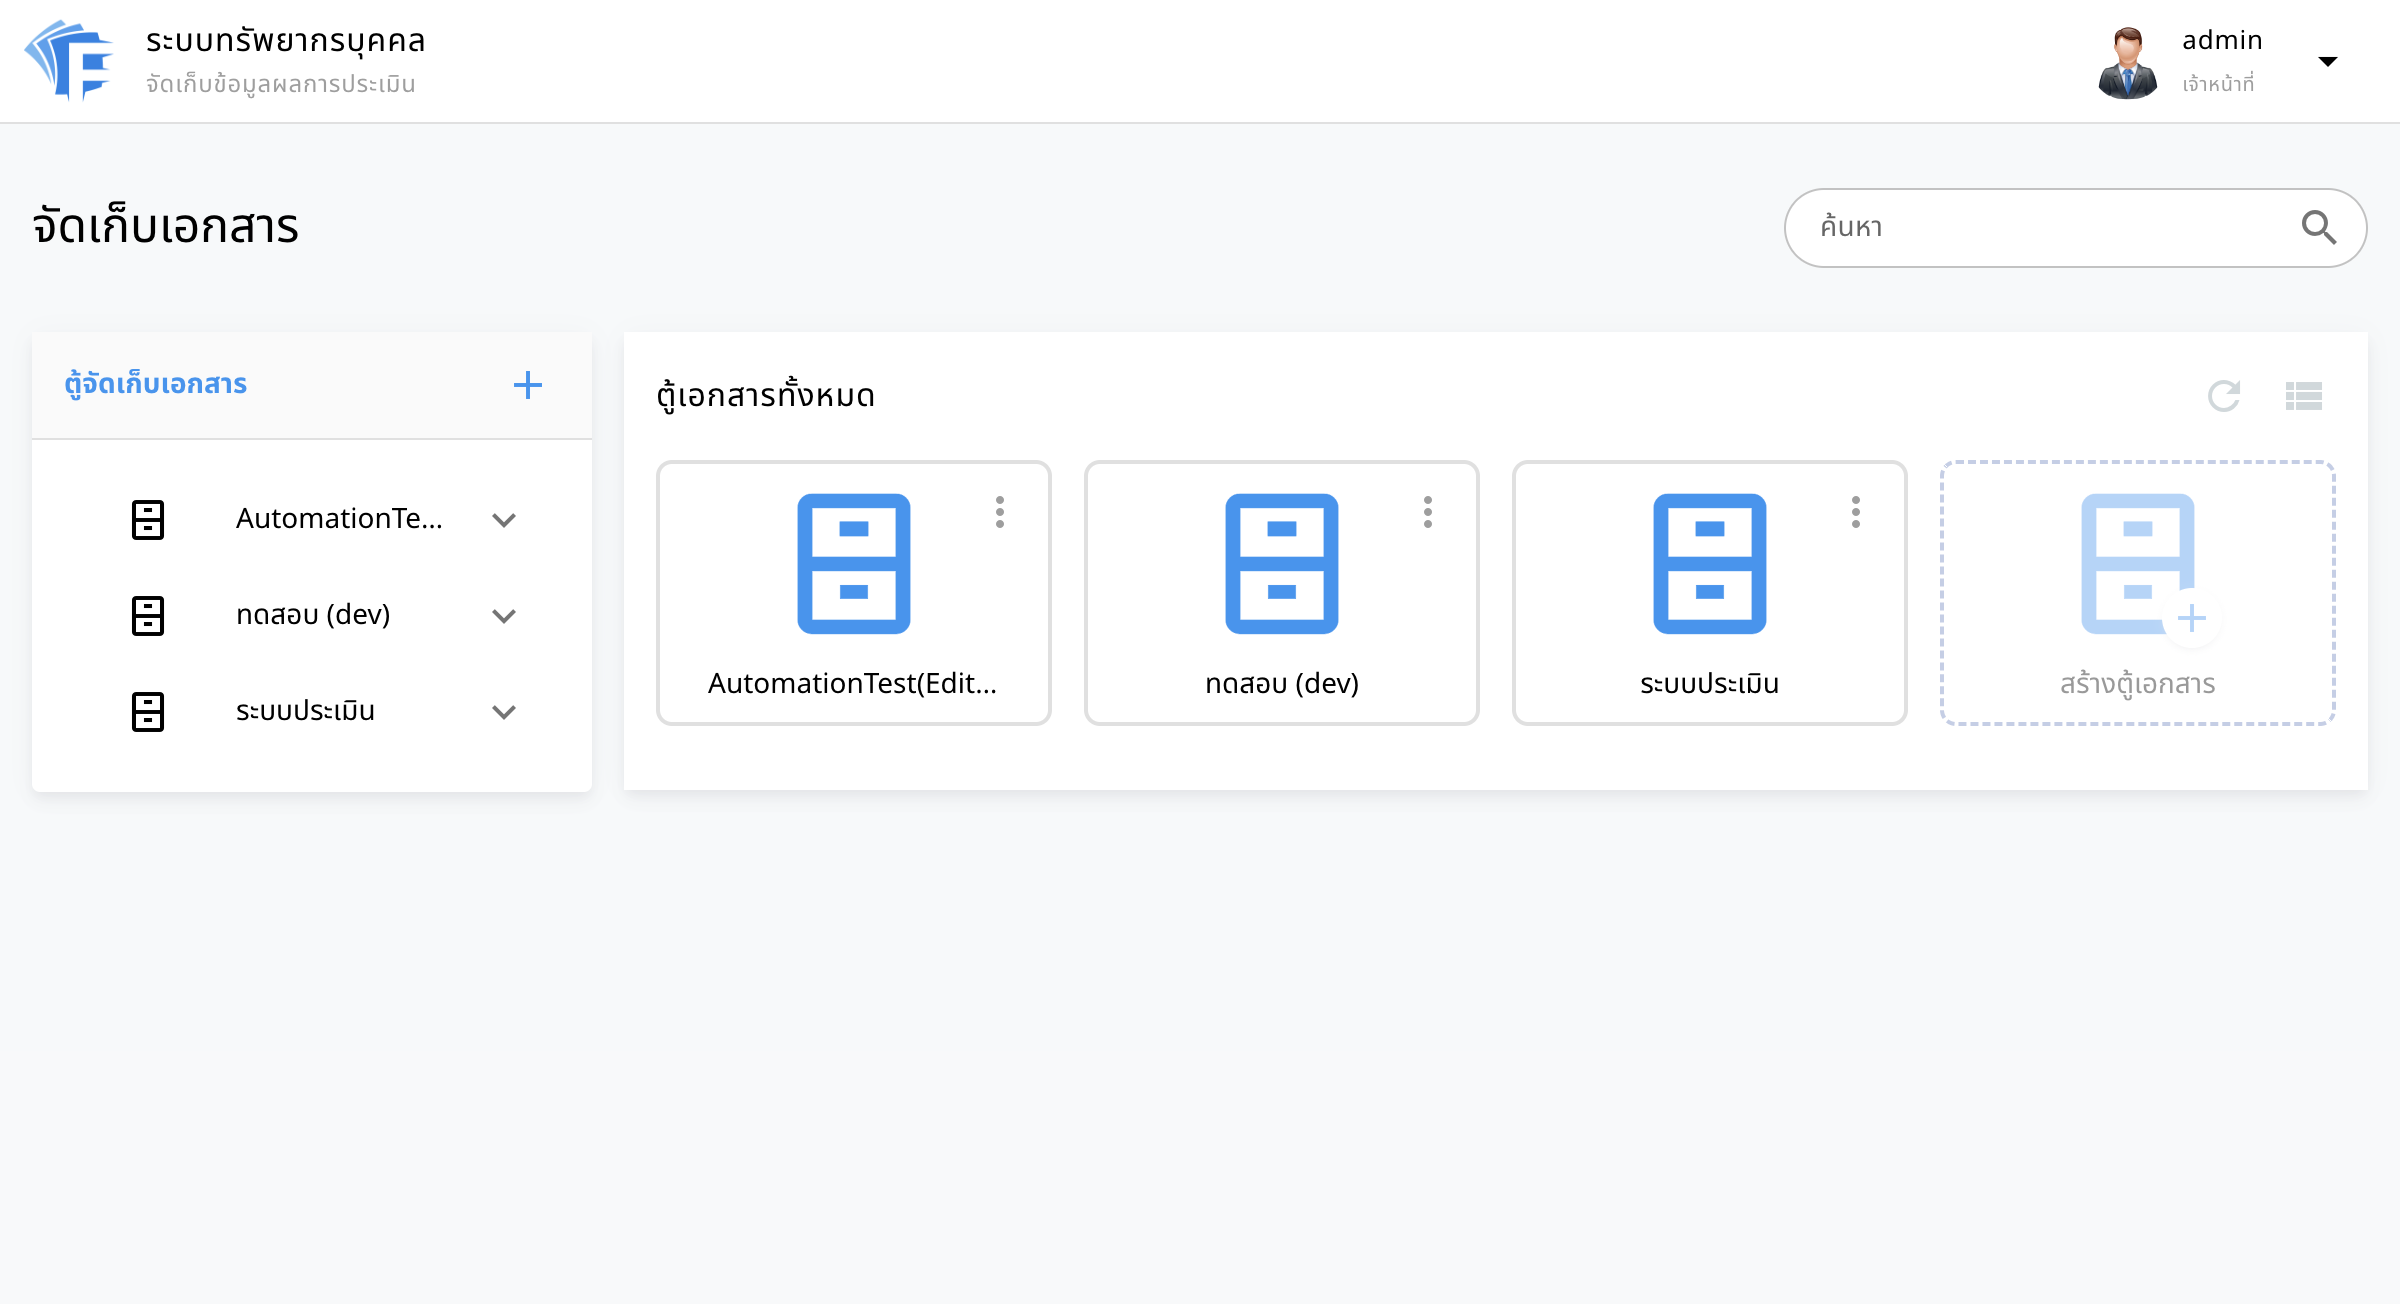 ระบบทรัพยากรบุคคล
จัดเก็บข้อมูลผลการประเมิน
admin
เจ้าหน้าที่
จัดเก็บเอกสาร
ค้นหา
ตู้จัดเก็บเอกสาร
AutomationTe...
ทดสอบ (dev)
ระบบประเมิน
ตู้เอกสารทั้งหมด
AutomationTest(Edit...
ทดสอบ (dev)
ระบบประเมิน
สร้างตู้เอกสาร